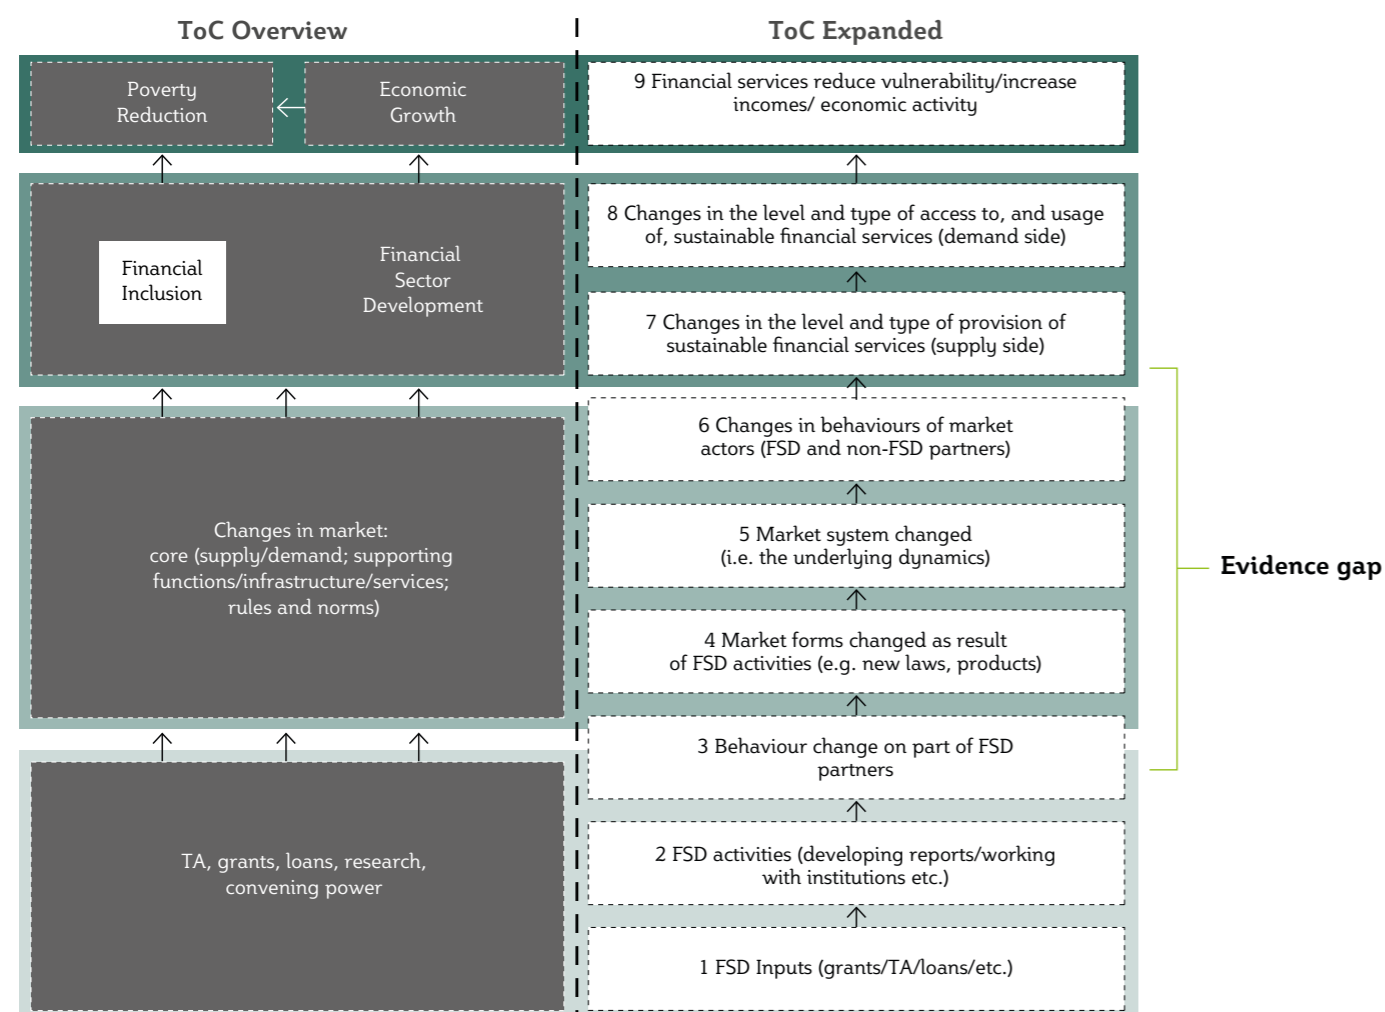 ToC Overview
ToC Expanded
Poverty
Reduction
Economic
Growth
9 Financial services reduce vulnerability/increase
incomes/ economic activity
Financial
Inclusion
Financial
Sector
Development
8 Changes in the level and type of access to, and usage
of, sustainable financial services (demand side)
7 Changes in the level and type of provision of
sustainable financial services (supply side)
Changes in market:
core (supply/demand; supporting
functions/infrastructure/services;
rules and norms)
6 Changes in behaviours of market
actors (FSD and non-FSD partners)
5 Market system changed
(i.e. the underlying dynamics)
4 Market forms changed as result
of FSD activities (e.g. new laws, products)
Evidence gap
3 Behaviour change on part of FSD
partners
TA, grants, loans, research,
convening power
2 FSD activities (developing reports/working
with institutions etc.)
1 FSD Inputs (grants/TA/loans/etc.)